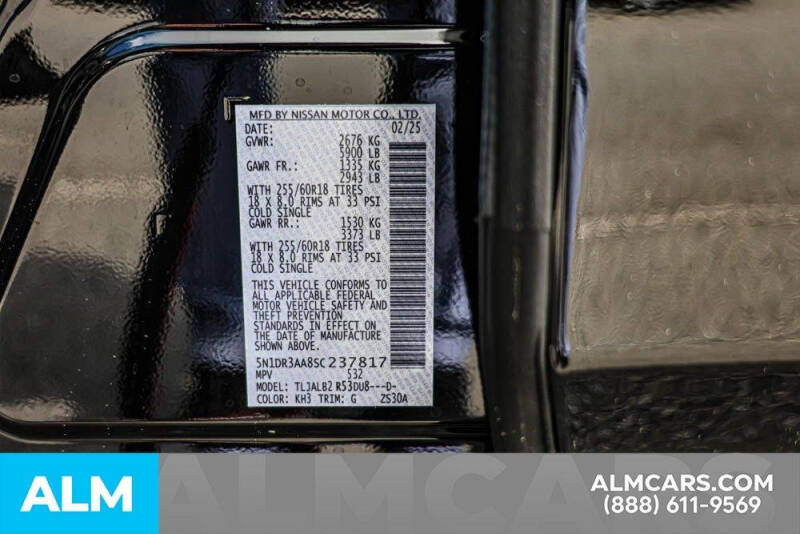 MFD BY NISSAN MOTOR CO., LTD.
DATE: 02/25
GVWR: 2676 KG
5900 LB
GAWR FR.: 1335 KG
2943 LB
WITH 255/60R18 TIRES
18 X 8.0 RIMS AT 33 PSI
COLD SINGLE
GAWR RR.: 1530 KG
3373 LB
WITH 255/60R18 TIRES
18 X 8.0 RIMS AT 33 PSI
COLD SINGLE
THIS VEHICLE CONFORMS TO
ALL APPLICABLE FEDERAL
MOTOR VEHICLE SAFETY AND
THEFT PREVENTION
STANDARDS IN EFFECT ON
THE DATE OF MANUFACTURE
SHOWN ABOVE.
5N1DR3AA8SC237817
MPV 532
MODEL: TLJALB2 R53DU8---D-
COLOR: KH3 TRIM: G ZS30A
ALM
ALMCARS
ALMCARS.COM
(888) 611-9569